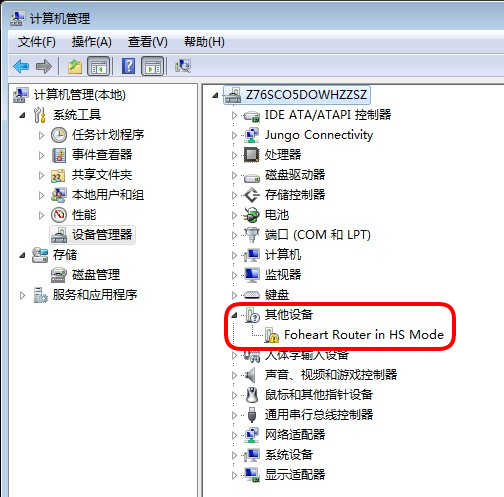 计算机管理
文件(F) 操作(A) 查看(V) 帮助(H)
计算机管理(本地)
系统工具
任务计划程序
事件查看器
共享文件夹
本地用户和组
性能
设备管理器
存储
磁盘管理
服务和应用程序
Z76SCO5DOWHZZSZ
IDE ATA/ATAPI 控制器
Jungo Connectivity
处理器
磁盘驱动器
存储控制器
电池
端口 (COM 和 LPT)
计算机
监视器
键盘
其他设备
Foheart Router in HS Mode
人体学输入设备
声音、视频和游戏控制器
鼠标和其他指针设备
通用串行总线控制器
网络适配器
系统设备
显示适配器